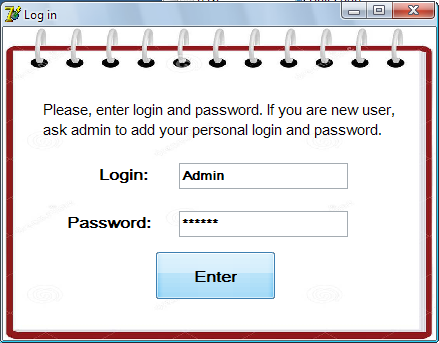 Log in
Please, enter login and password. If you are new user,
ask admin to add your personal login and password.
Login: Admin
Password: ******
Enter